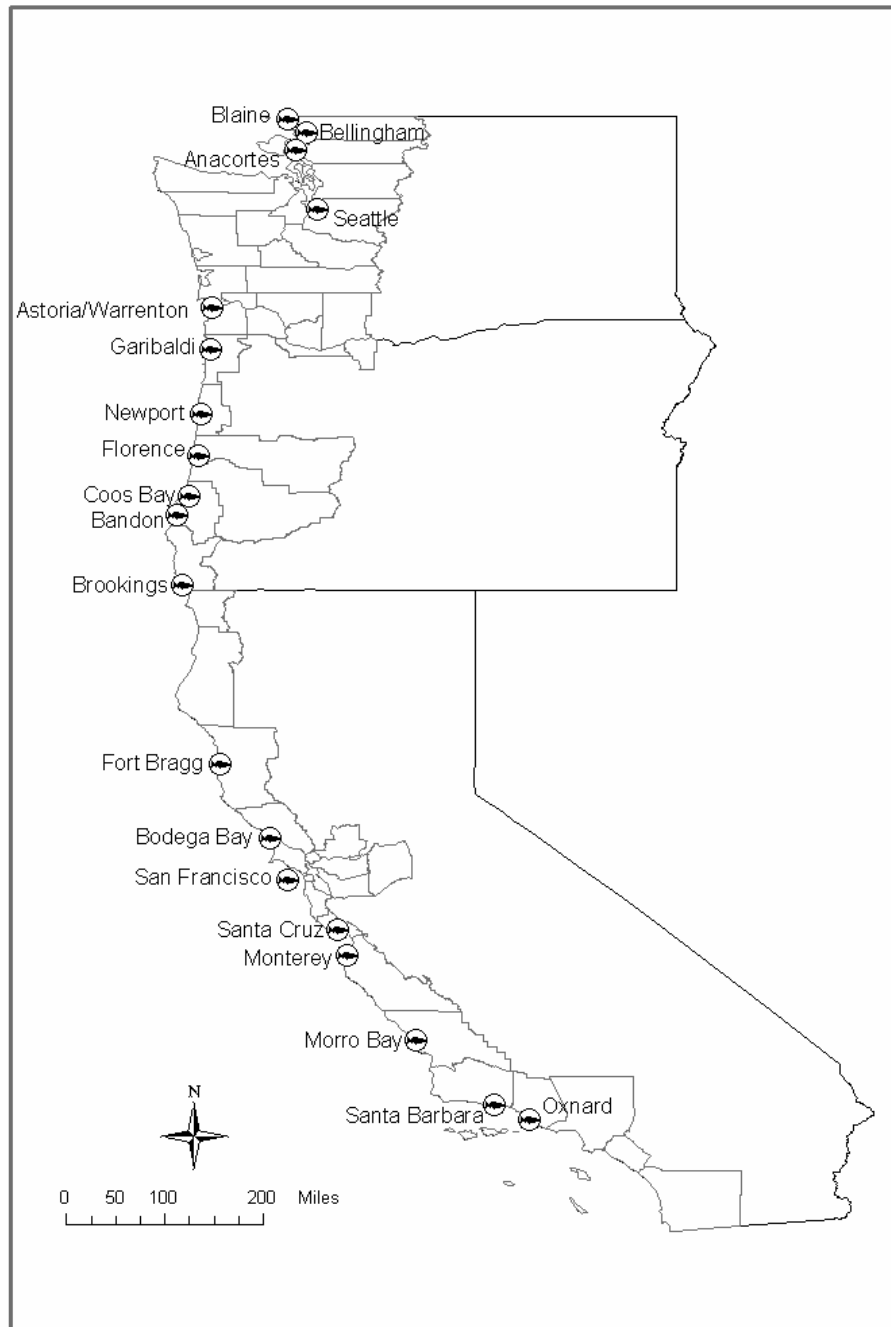 Blaine
Bellingham
Anacortes
Seattle
Astoria/Warrenton
Garibaldi
Newport
Florence
Coos Bay
Bandon
Brookings
Fort Bragg
Bodega Bay
San Francisco
Santa Cruz
Monterey
Morro Bay
N
Oxnard
Santa Barbara
0 50 100 200 Miles